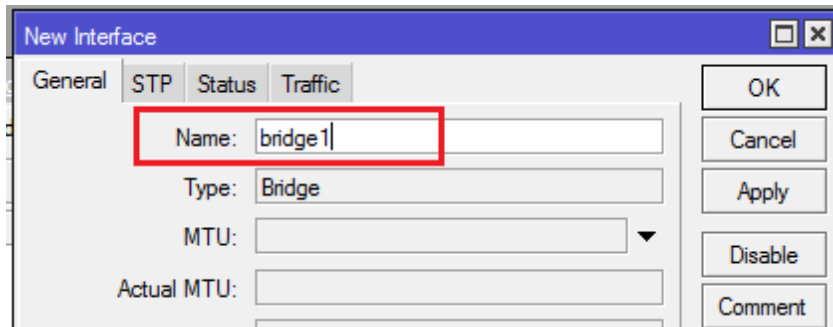 New Interface
General STP Status Traffic
OK
Name: bridge1
Cancel
Type: Bridge
Apply
MTU:
Disable
Actual MTU:
Comment